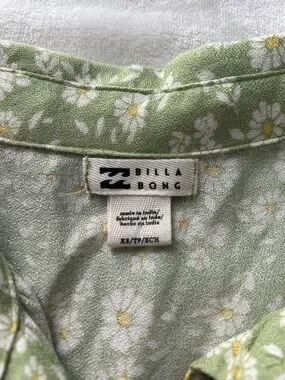 BILLA
BONG
made in India/
fabriqué en Inde/
hecho en India
XS/TP/ECH